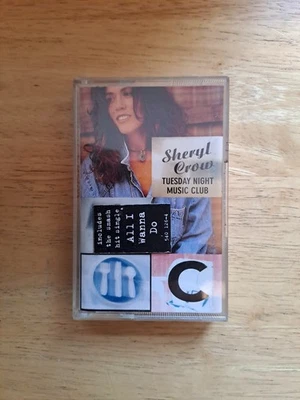 Sheryl
Crow
TUESDAY NIGHT
MUSIC CLUB
includes
the smash
hit single,
All I
Wanna
Do
C